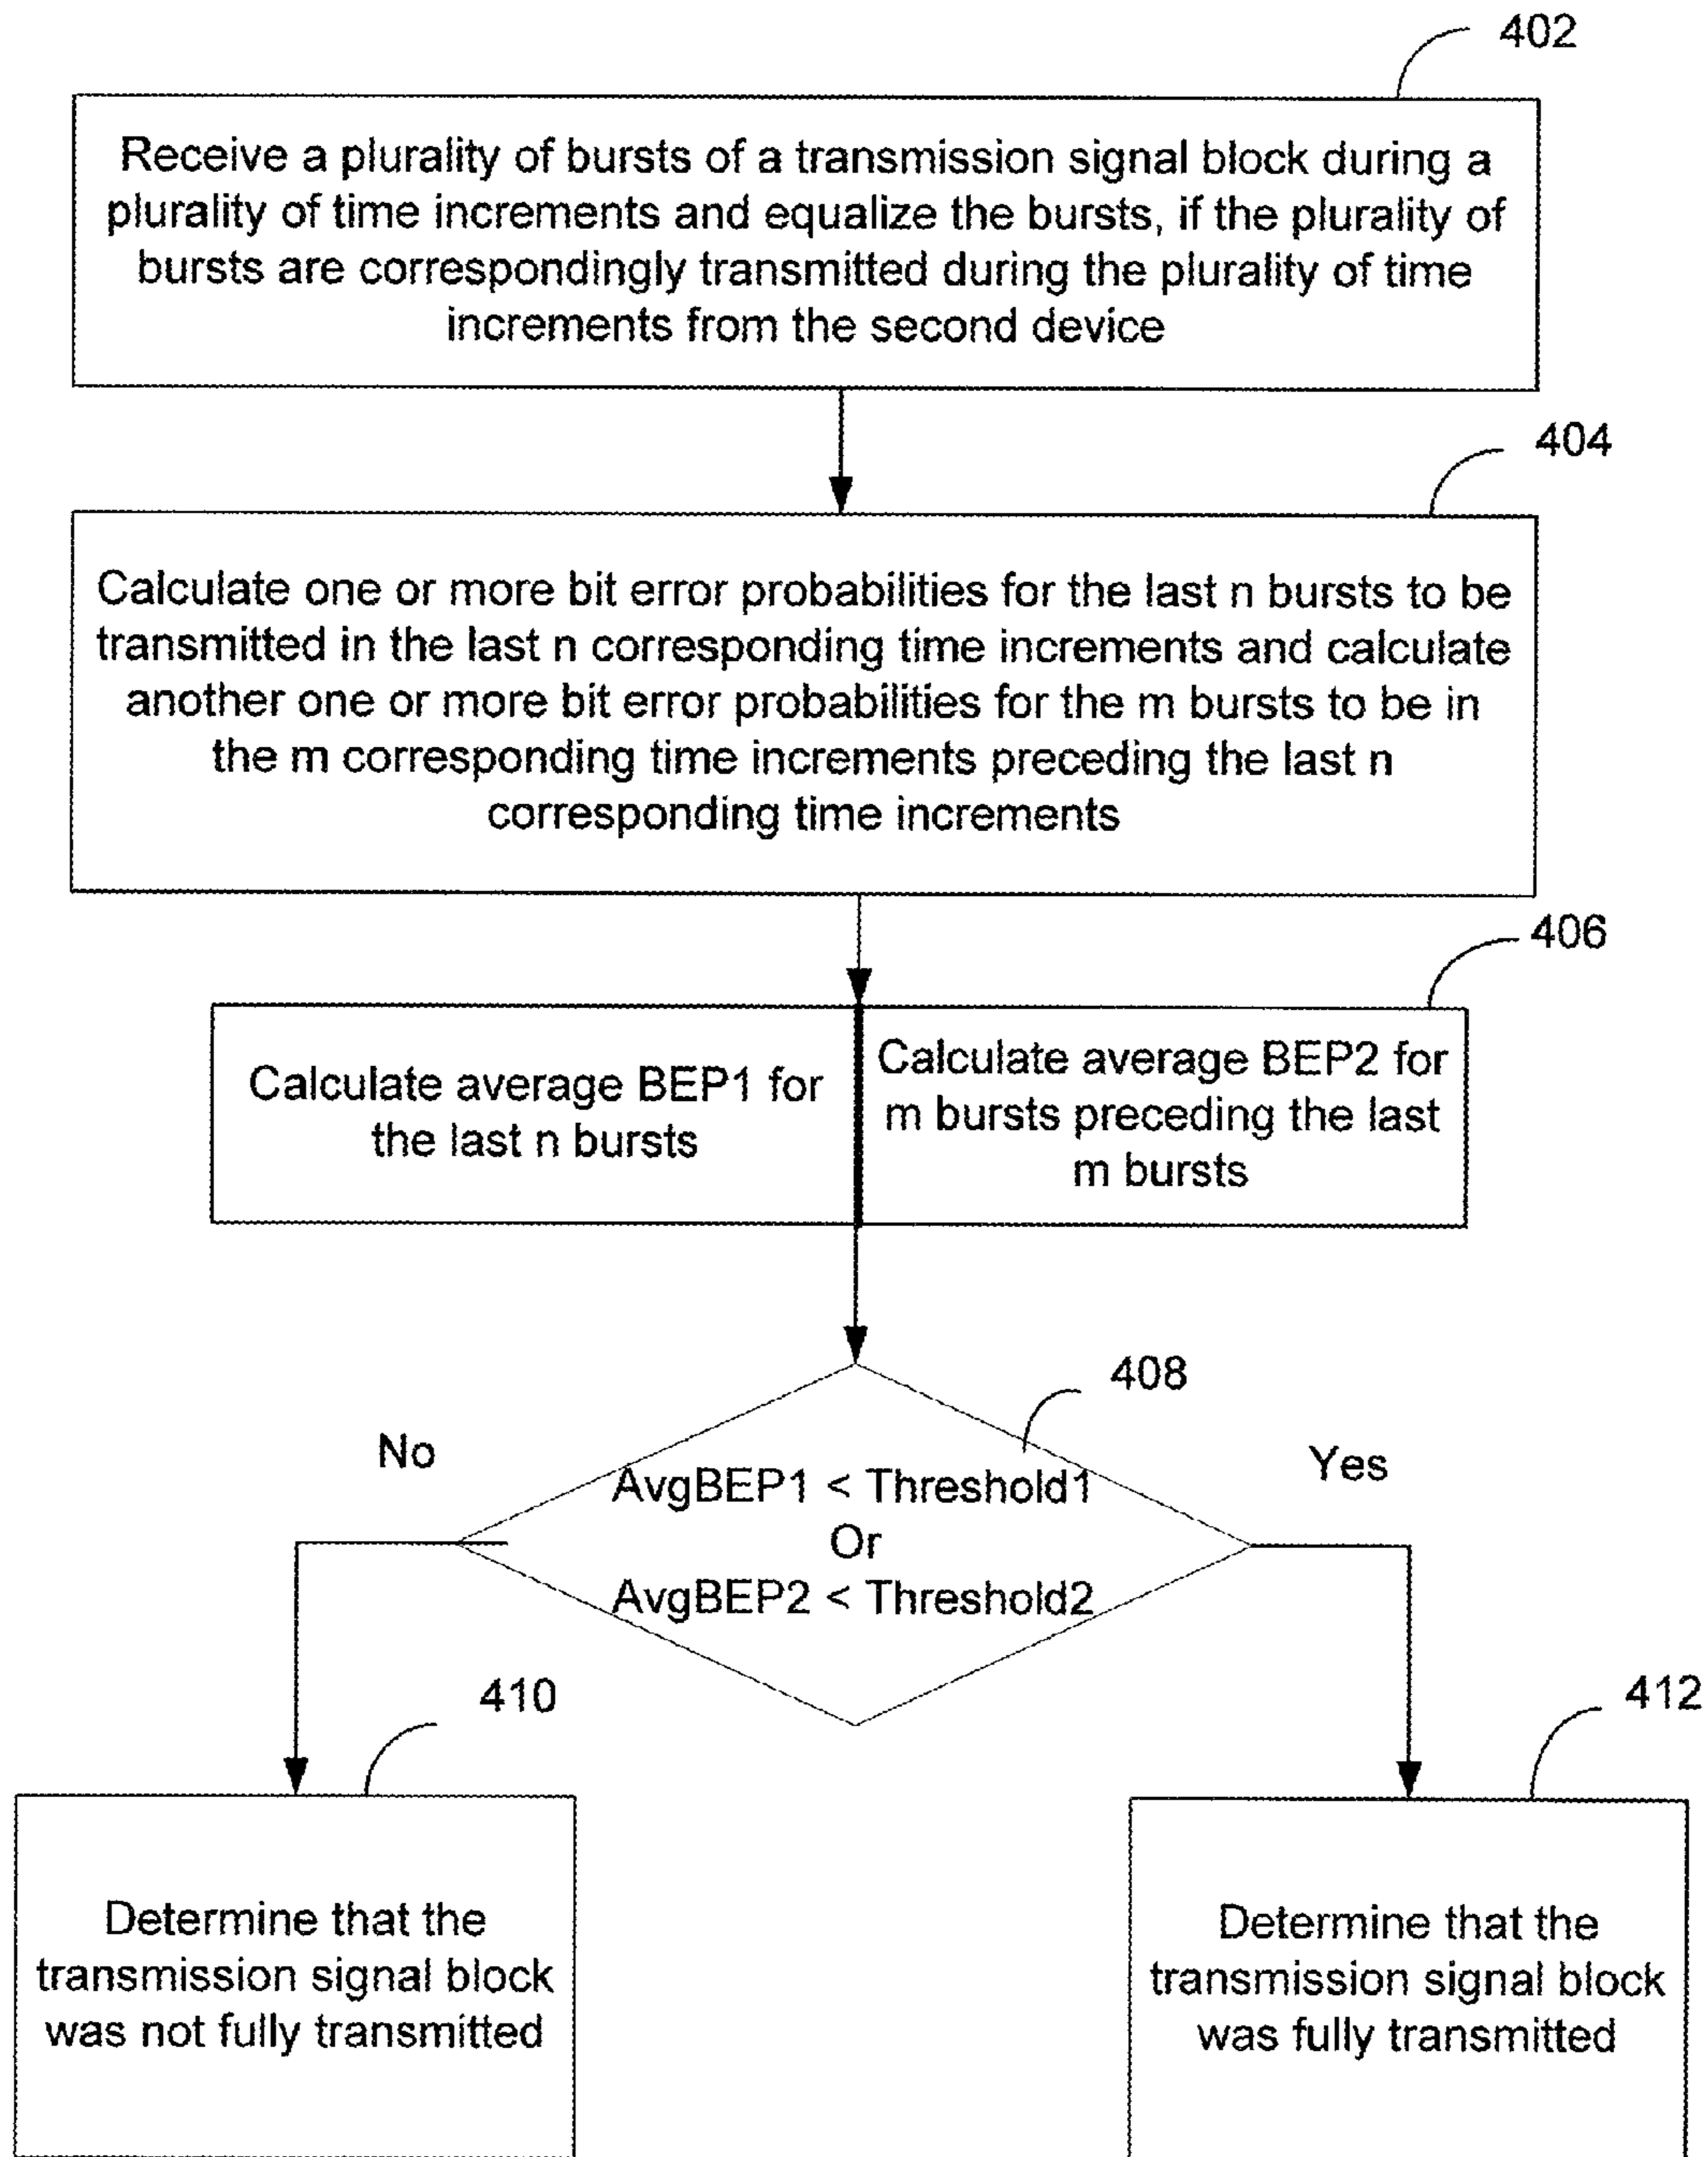 402
Receive a plurality of bursts of a transmission signal block during a
plurality of time increments and equalize the bursts, if the plurality of
bursts are correspondingly transmitted during the plurality of time
increments from the second device
404
Calculate one or more bit error probabilities for the last n bursts to be
transmitted in the last n corresponding time increments and calculate
another one or more bit error probabilities for the m bursts to be in
the m corresponding time increments preceding the last n
corresponding time increments
406
Calculate average BEP1 for
the last n bursts
Calculate average BEP2 for
m bursts preceding the last
m bursts
408
No
Yes
AvgBEP1 < Threshold1
Or
AvgBEP2 < Threshold2
410
Determine that the
transmission signal block
was not fully transmitted
412
Determine that the
transmission signal block
was fully transmitted